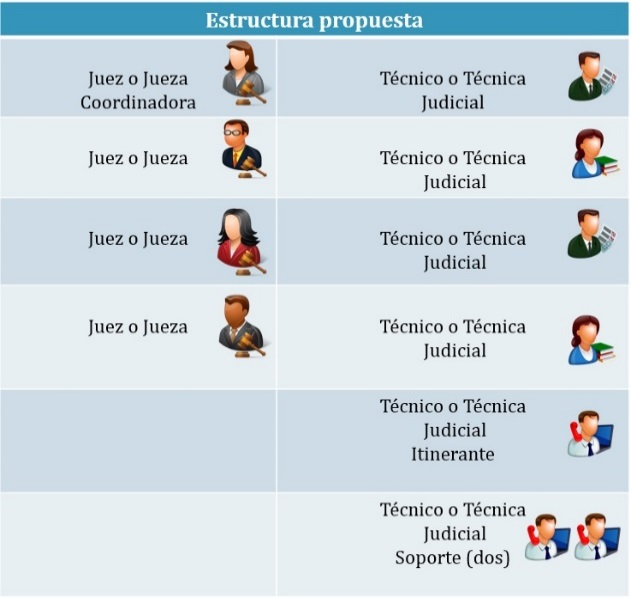 Estructura propuesta
Juez o Jueza
Coordinadora
Técnico o Técnica
Judicial
Juez o Jueza
Técnico o Técnica
Judicial
Juez o Jueza
Técnico o Técnica
Judicial
Juez o Jueza
Técnico o Técnica
Judicial
Técnico o Técnica
Judicial
Itinerante
Técnico o Técnica
Judicial
Soporte (dos)